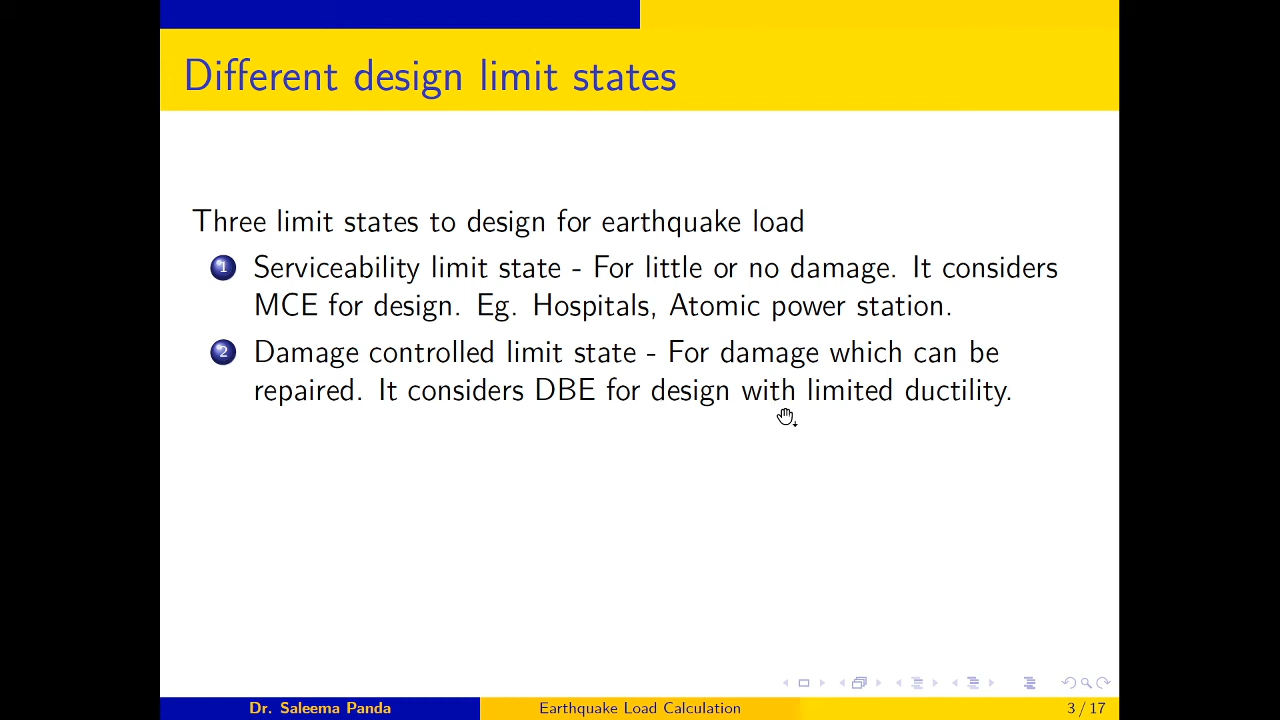 Different design limit states
Three limit states to design for earthquake load
1 Serviceability limit state - For little or no damage. It considers
MCE for design. Eg. Hospitals, Atomic power station.
2 Damage controlled limit state - For damage which can be
repaired. It considers DBE for design with limited ductility.
Dr. Saleema Panda Earthquake Load Calculation 3 / 17